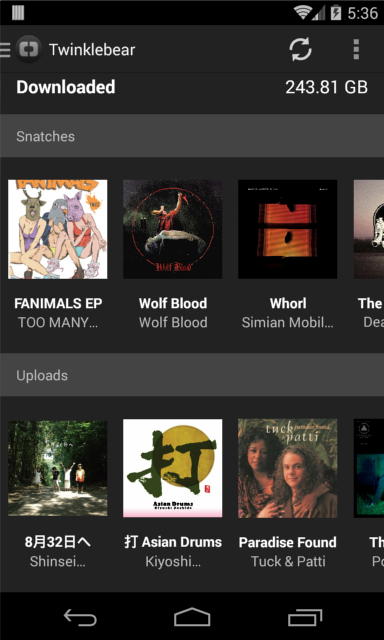 5:36
Twinklebear
Downloaded 243.81 GB
Snatches
FANIMALS
Wolf Blood
FANIMALS EP Wolf Blood Whorl The
TOO MANY... Wolf Blood Simian Mobil... Dea
Uploads
打
Asian Drums
Kiyoshi Yoshida
tuck & patti
paradise found
8月32日へ 打 Asian Drums Paradise Found Th
Shinsei... Kiyoshi... Tuck & Patti Po